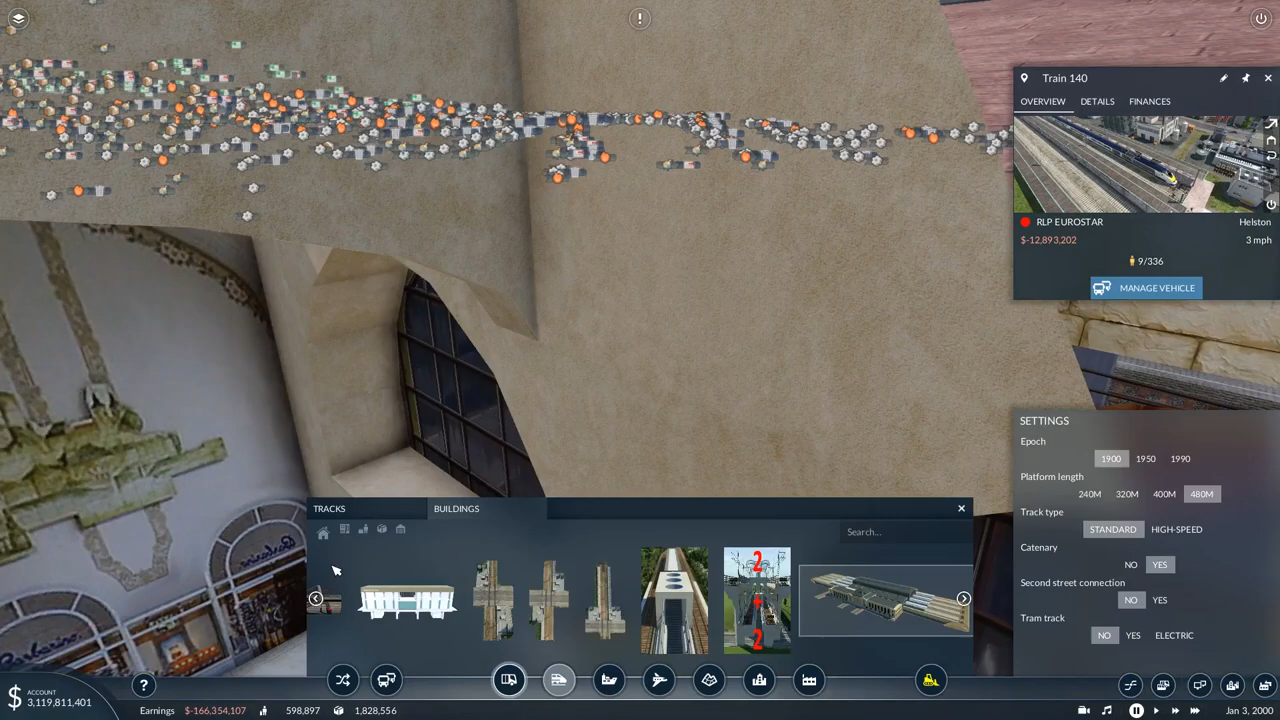 !
Train 140
OVERVIEW DETAILS FINANCES
RLP EUROSTAR Helston
$-12,893,202 3 mph
9/336
MANAGE VEHICLE
SETTINGS
Epoch
1900 1950 1990
Platform length
240M 320M 400M 480M
Track type
STANDARD HIGH-SPEED
Catenary
NO YES
Second street connection
NO YES
Tram track
NO YES ELECTRIC
TRACKS BUILDINGS
Search...
2
+
2
?
$ ACCOUNT
3,119,811,401
Earnings $-166,354,107 598,897 1,828,556
Jan 3, 2000